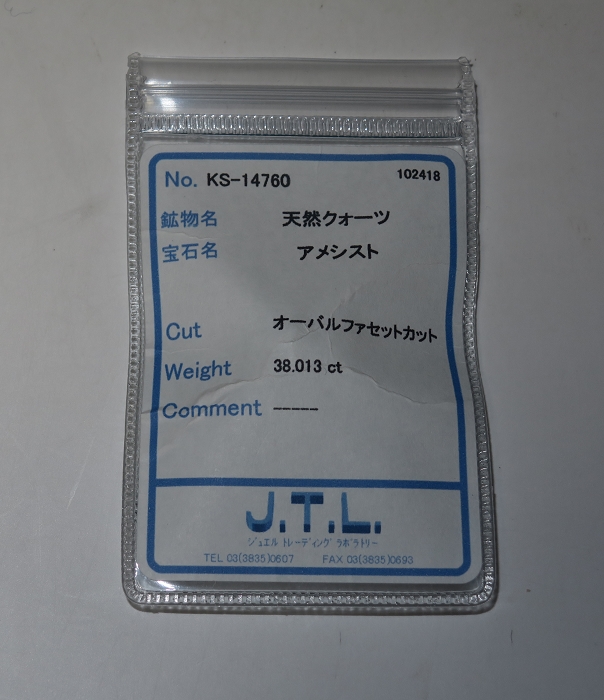 No. KS-14760 102418
鉱物名 天然クォーツ
宝石名 アメシスト
Cut オーバルファセットカット
Weight 38.013 ct
Comment -----
J.T.L.
ジュエル トレーディング ラボラトリー
TEL 03(3835)0607 FAX 03(3835)0693